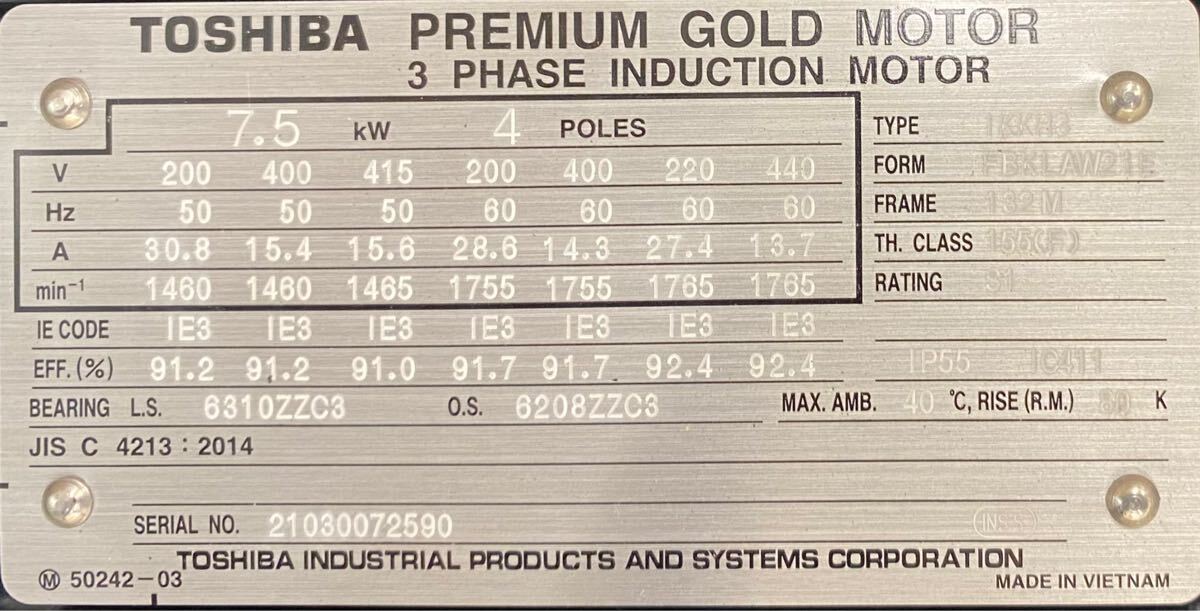 TOSHIBA PREMIUM GOLD MOTOR
3 PHASE INDUCTION MOTOR
7.5 kW 4 POLES
V 200 400 415 200 400 220 440
Hz 50 50 50 60 60 60 60
A 30.8 15.4 15.6 28.6 14.3 27.4 13.7
min⁻¹ 1460 1460 1465 1755 1755 1765 1765
IE CODE IE3 IE3 IE3 IE3 IE3 IE3 IE3
EFF. (%) 91.2 91.2 91.0 91.7 91.7 92.4 92.4
TYPE
FORM FBKLAW21E
FRAME 132M
TH. CLASS 155(F)
RATING S1
IP55 IC411
BEARING L.S. 6310ZZC3 O.S. 6208ZZC3
MAX. AMB. 40 °C, RISE (R.M.) 80 K
JIS C 4213 : 2014
SERIAL NO. 21030072590
TOSHIBA INDUSTRIAL PRODUCTS AND SYSTEMS CORPORATION
Ⓜ 50242-03
MADE IN VIETNAM